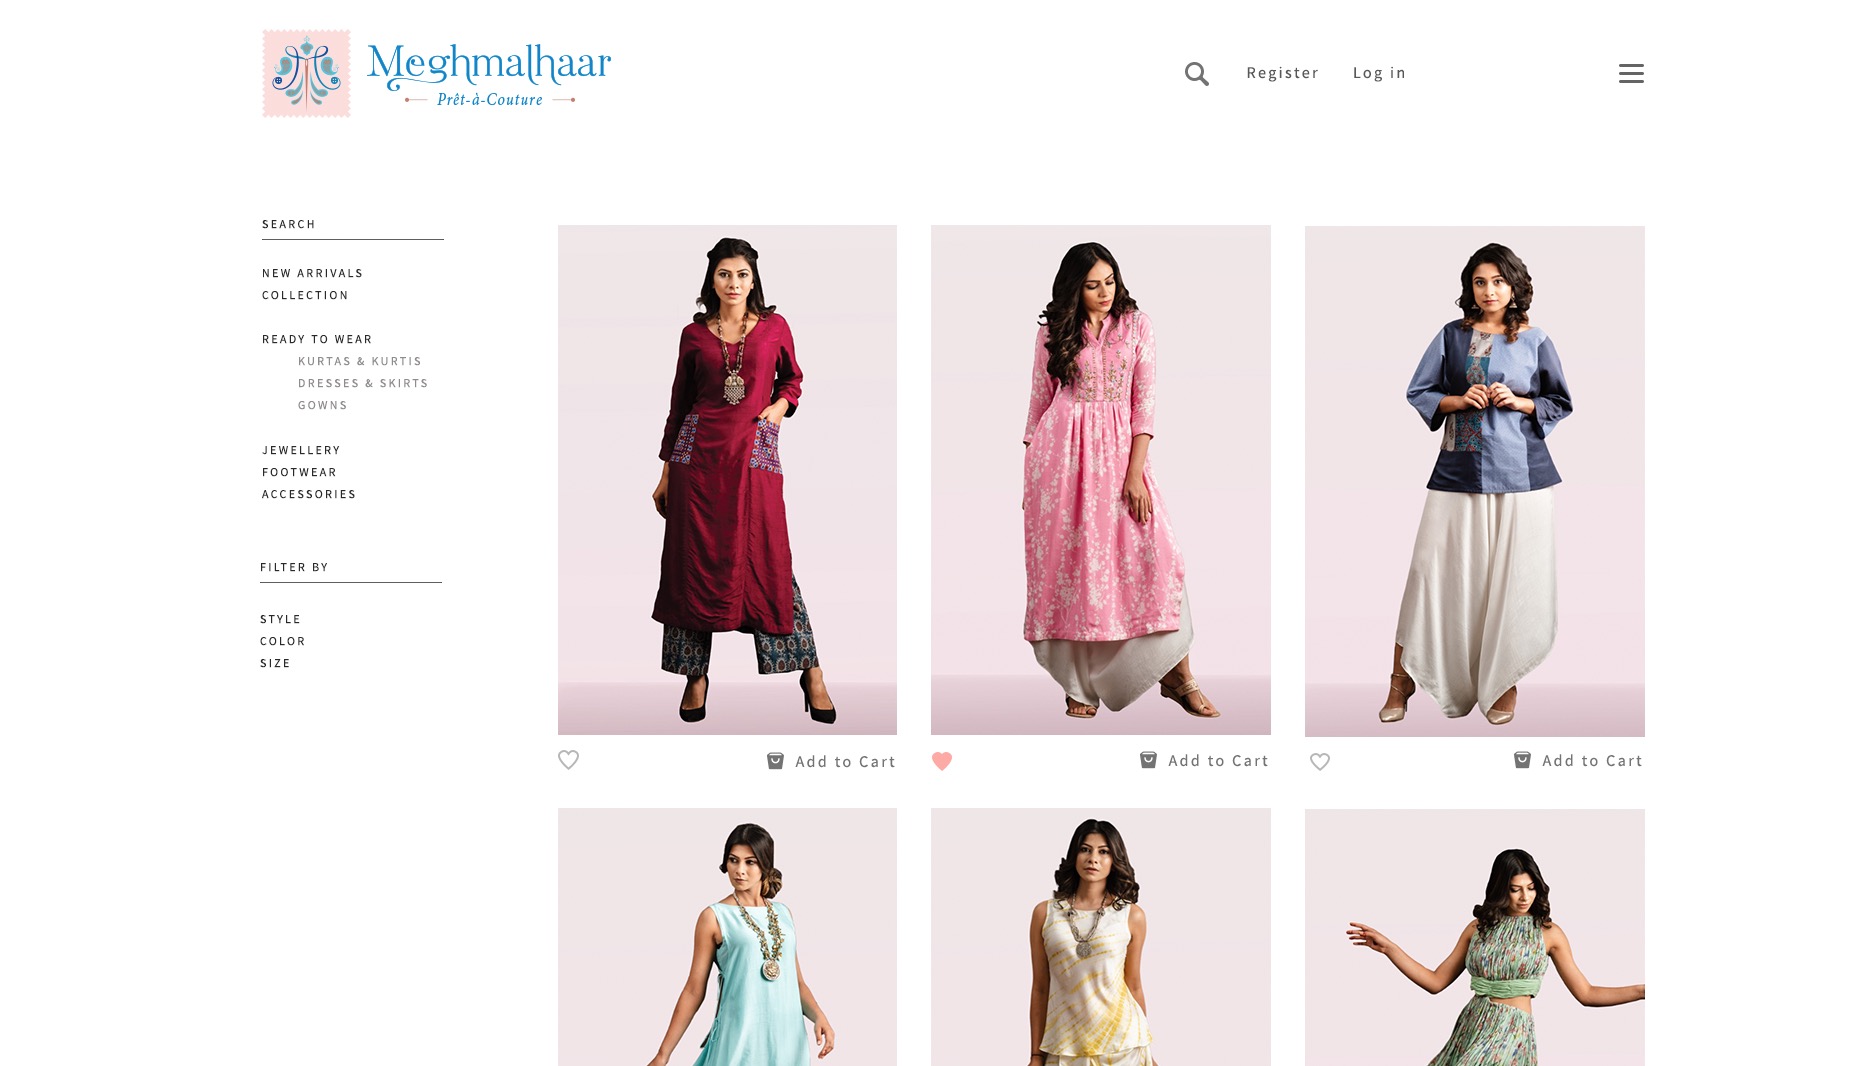 Meghmalhaar
Prêt-à-Couture
Register
Log in
SEARCH
NEW ARRIVALS
COLLECTION
READY TO WEAR
KURTAS & KURTIS
DRESSES & SKIRTS
GOWNS
JEWELLERY
FOOTWEAR
ACCESSORIES
FILTER BY
STYLE
COLOR
SIZE
Add to Cart
Add to Cart
Add to Cart